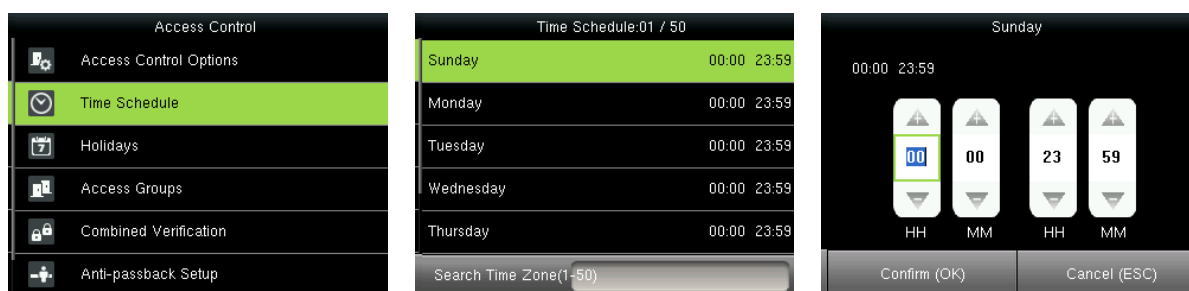 Access Control
Access Control Options
Time Schedule
7
Holidays
Access Groups
Combined Verification
Anti-passback Setup
Time Schedule:01 / 50
Sunday 00:00 23:59
Monday 00:00 23:59
Tuesday 00:00 23:59
Wednesday 00:00 23:59
Thursday 00:00 23:59
Search Time Zone(1-50)
Sunday
00:00 23:59
00 00 23 59
HH MM HH MM
Confirm (OK) Cancel (ESC)